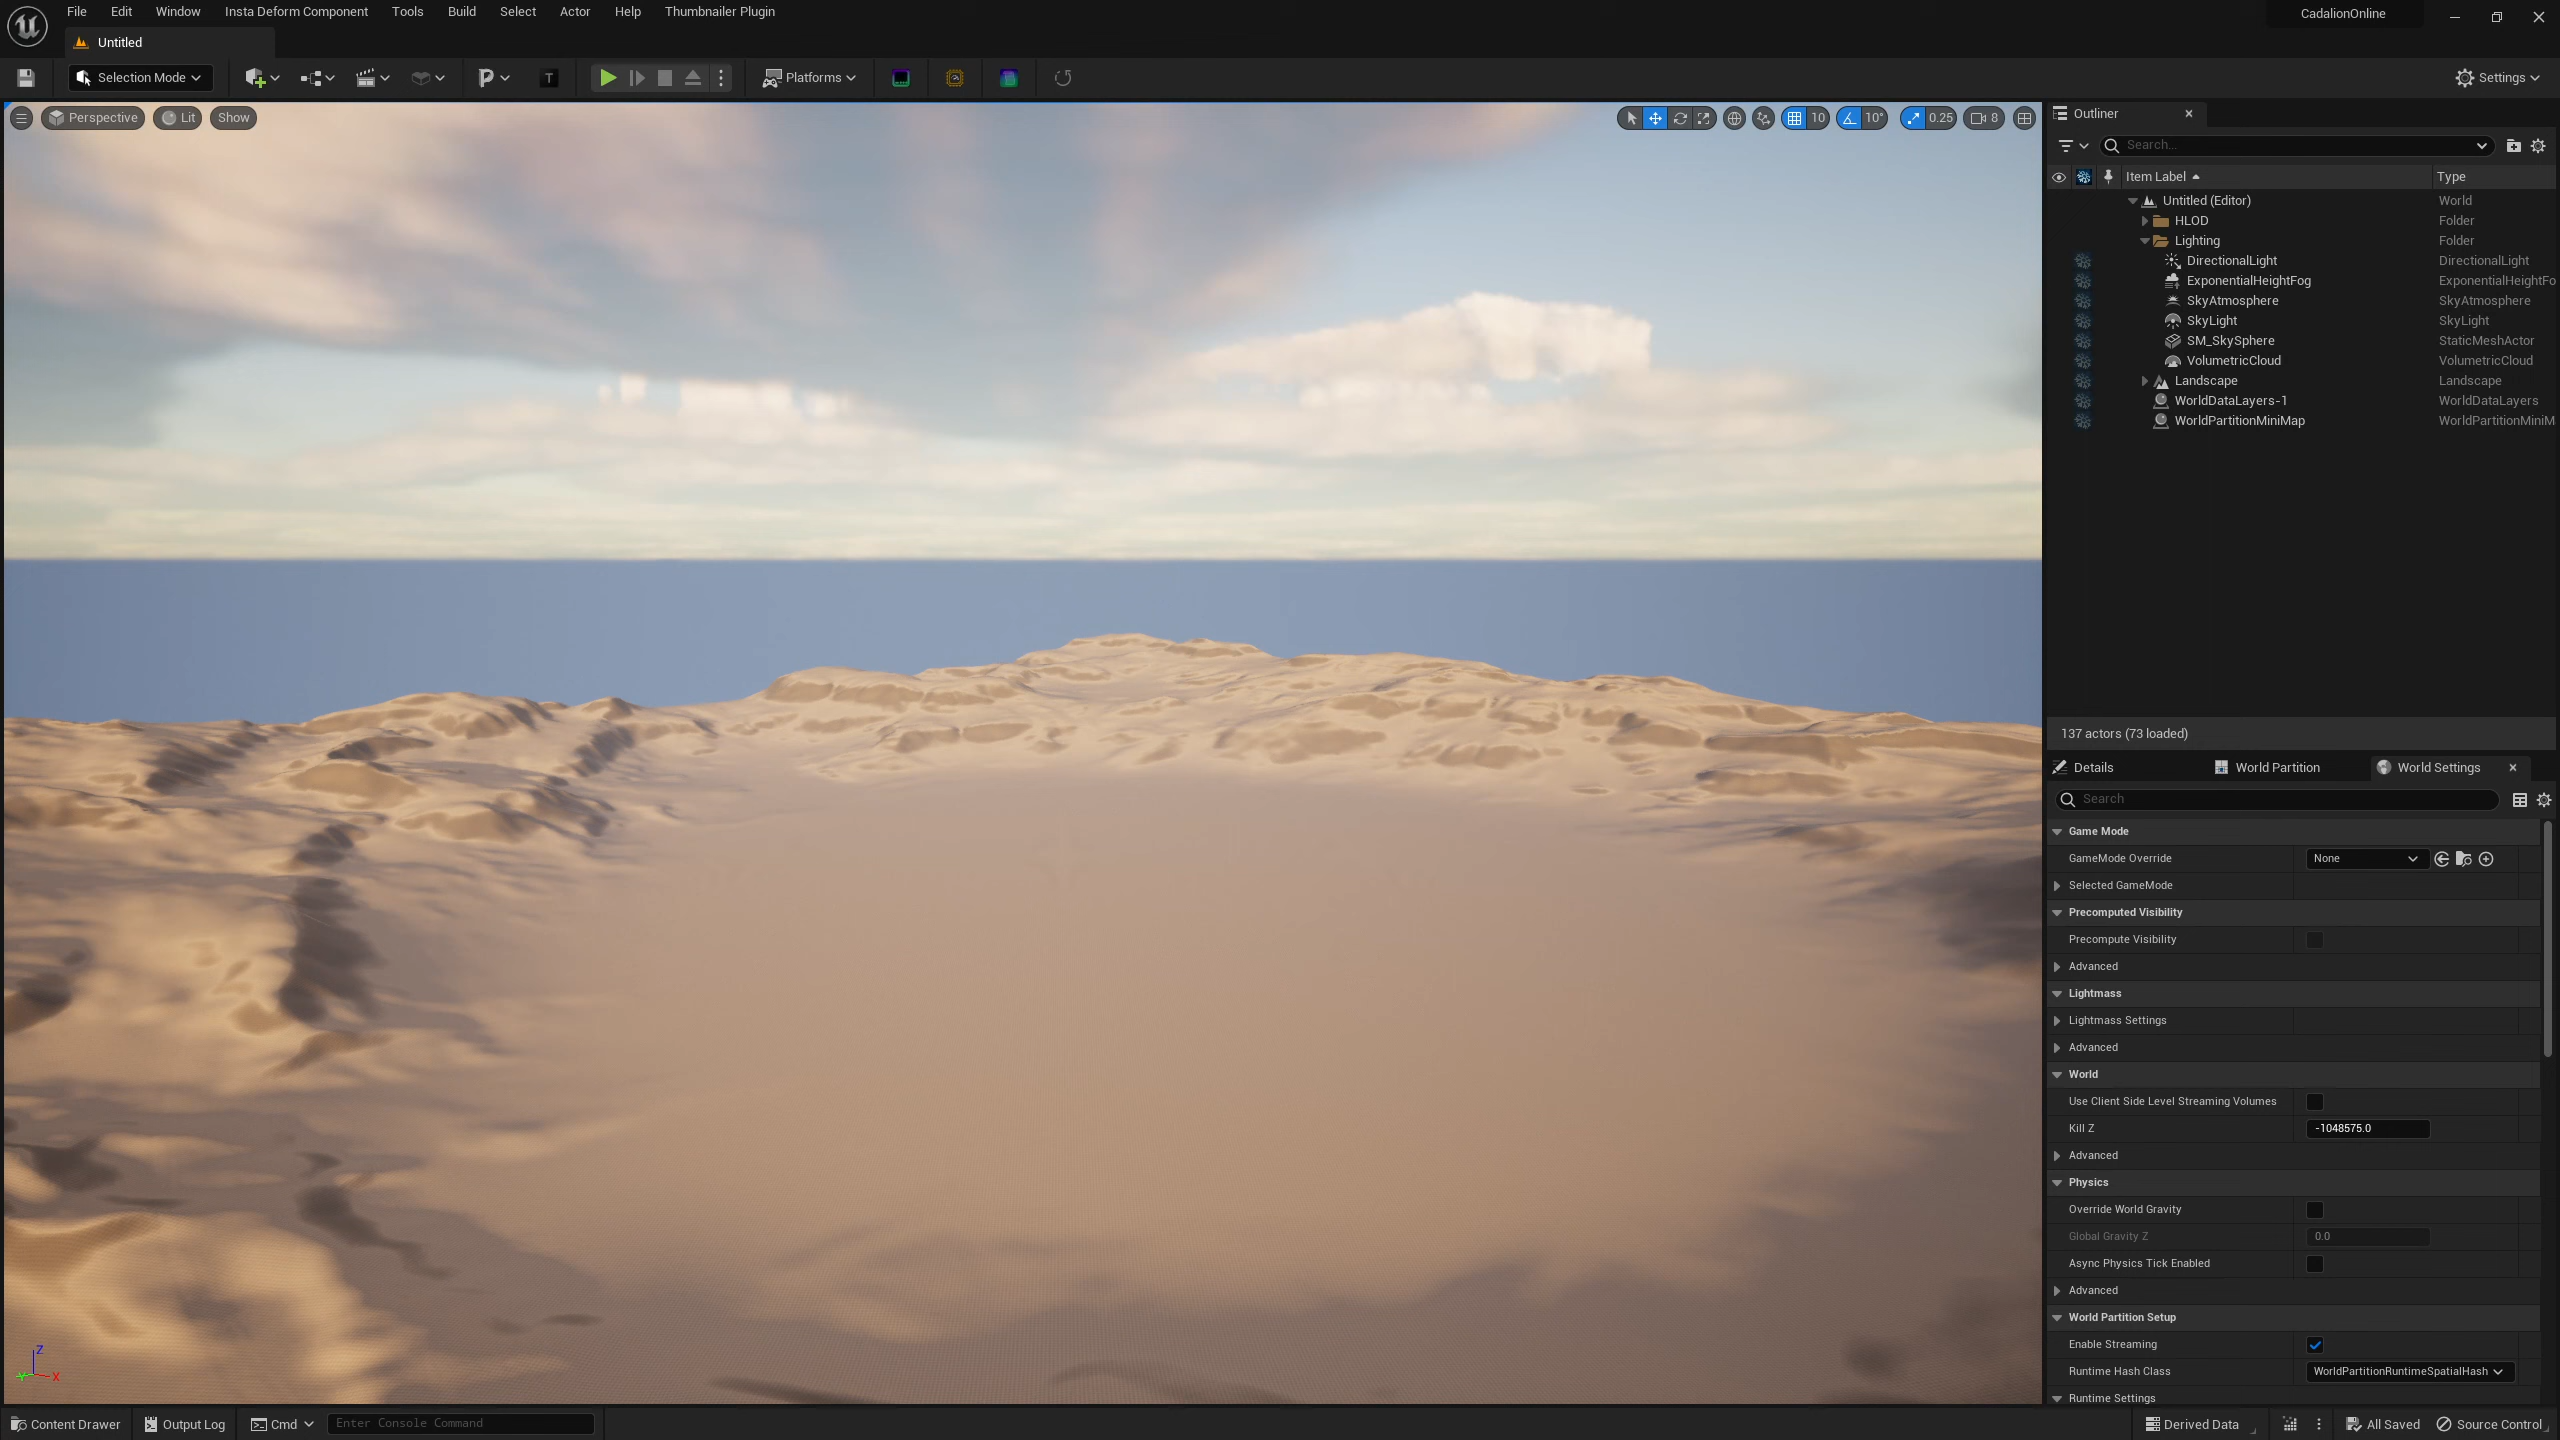 File Edit Window Insta Deform Component Tools Build Select Actor Help Thumbnailer Plugin
CadalionOnline
Untitled
Selection Mode
Platforms
Settings
Perspective Lit Show
10 10° 0.25 8
Outliner
Search...
Item Label Type
Untitled (Editor) World
HLOD Folder
Lighting Folder
DirectionalLight DirectionalLight
ExponentialHeightFog ExponentialHeightFo
SkyAtmosphere SkyAtmosphere
SkyLight SkyLight
SM_SkySphere StaticMeshActor
VolumetricCloud VolumetricCloud
Landscape Landscape
WorldDataLayers-1 WorldDataLayers
WorldPartitionMiniMap WorldPartitionMiniM
137 actors (73 loaded)
Details World Partition World Settings
Search
Game Mode
GameMode Override None
Selected GameMode
Precomputed Visibility
Precompute Visibility
Advanced
Lightmass
Lightmass Settings
Advanced
World
Use Client Side Level Streaming Volumes
Kill Z -1048575.0
Advanced
Physics
Override World Gravity
Global Gravity Z 0.0
Async Physics Tick Enabled
Advanced
World Partition Setup
Enable Streaming
Runtime Hash Class WorldPartitionRuntimeSpatialHash
Runtime Settings
Z
Y X
Content Drawer Output Log Cmd Enter Console Command
Derived Data All Saved Source Control